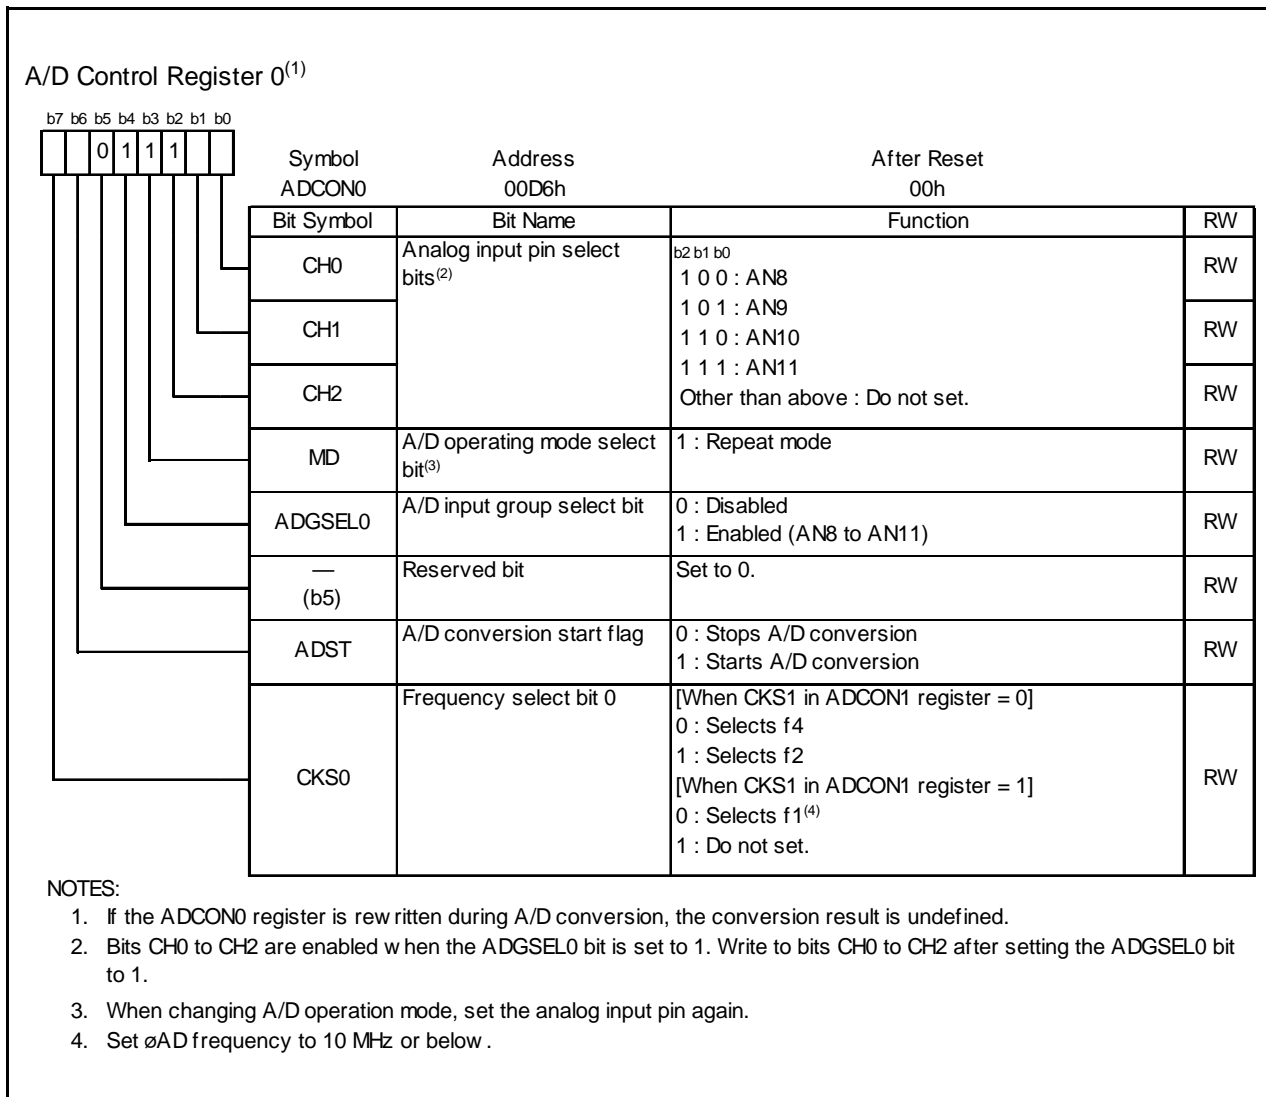 A/D Control Register 0(1)
b7 b6 b5 b4 b3 b2 b1 b0
0 1 1 1
Symbol Address After Reset
ADCON0 00D6h 00h
Bit Symbol Bit Name Function RW
CH0 Analog input pin select bits(2) b2 b1 b0 RW
1 0 0 : AN8
1 0 1 : AN9
CH1 1 1 0 : AN10 RW
1 1 1 : AN11
CH2 Other than above : Do not set. RW
MD A/D operating mode select bit(3) 1 : Repeat mode RW
ADGSEL0 A/D input group select bit 0 : Disabled RW
1 : Enabled (AN8 to AN11)
— Reserved bit Set to 0. RW
(b5)
ADST A/D conversion start flag 0 : Stops A/D conversion RW
1 : Starts A/D conversion
Frequency select bit 0 [When CKS1 in ADCON1 register = 0]
0 : Selects f4
1 : Selects f2
CKS0 [When CKS1 in ADCON1 register = 1] RW
0 : Selects f1(4)
1 : Do not set.
NOTES:
1. If the ADCON0 register is rewritten during A/D conversion, the conversion result is undefined.
2. Bits CH0 to CH2 are enabled when the ADGSEL0 bit is set to 1. Write to bits CH0 to CH2 after setting the ADGSEL0 bit
to 1.
3. When changing A/D operation mode, set the analog input pin again.
4. Set øAD frequency to 10 MHz or below.